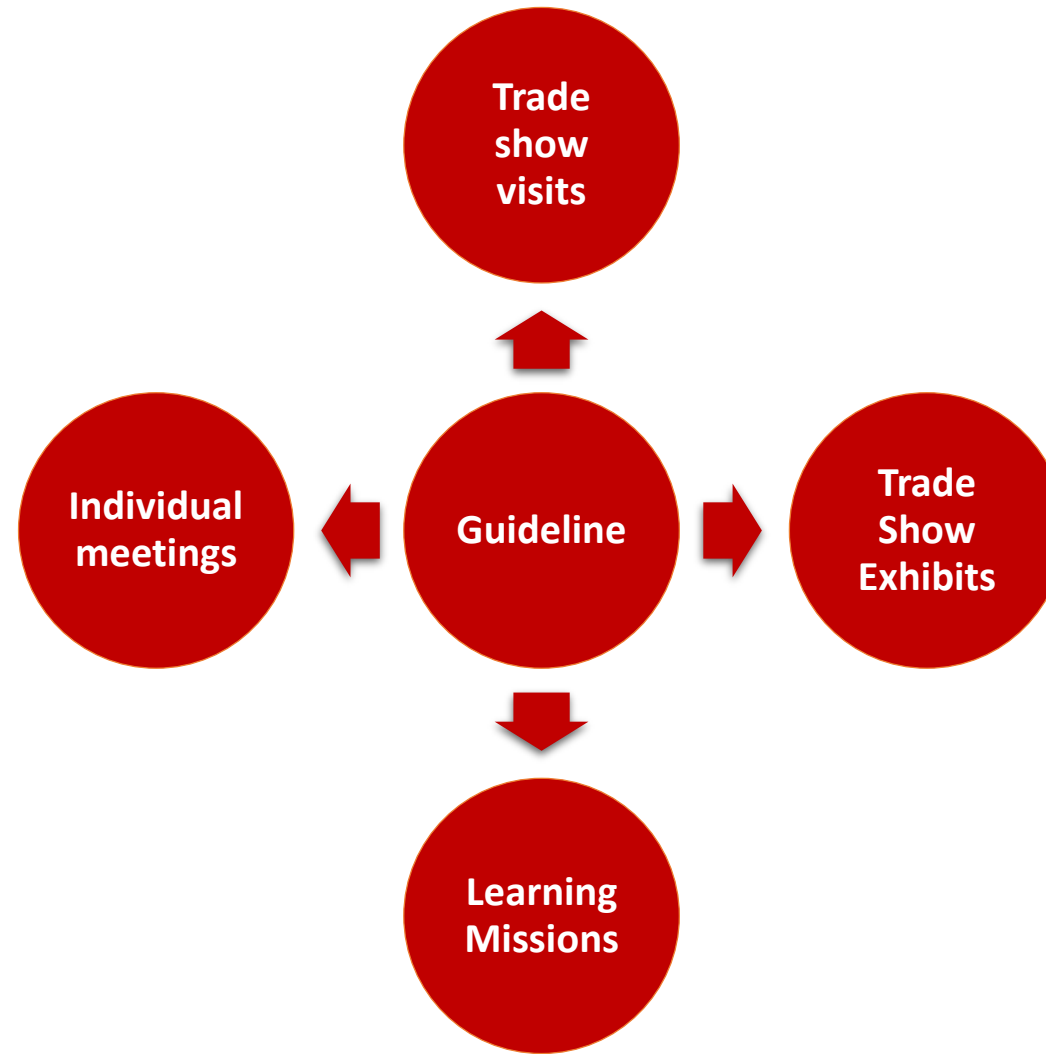 Trade
show
visits
Individual
meetings
Guideline
Trade
Show
Exhibits
Learning
Missions